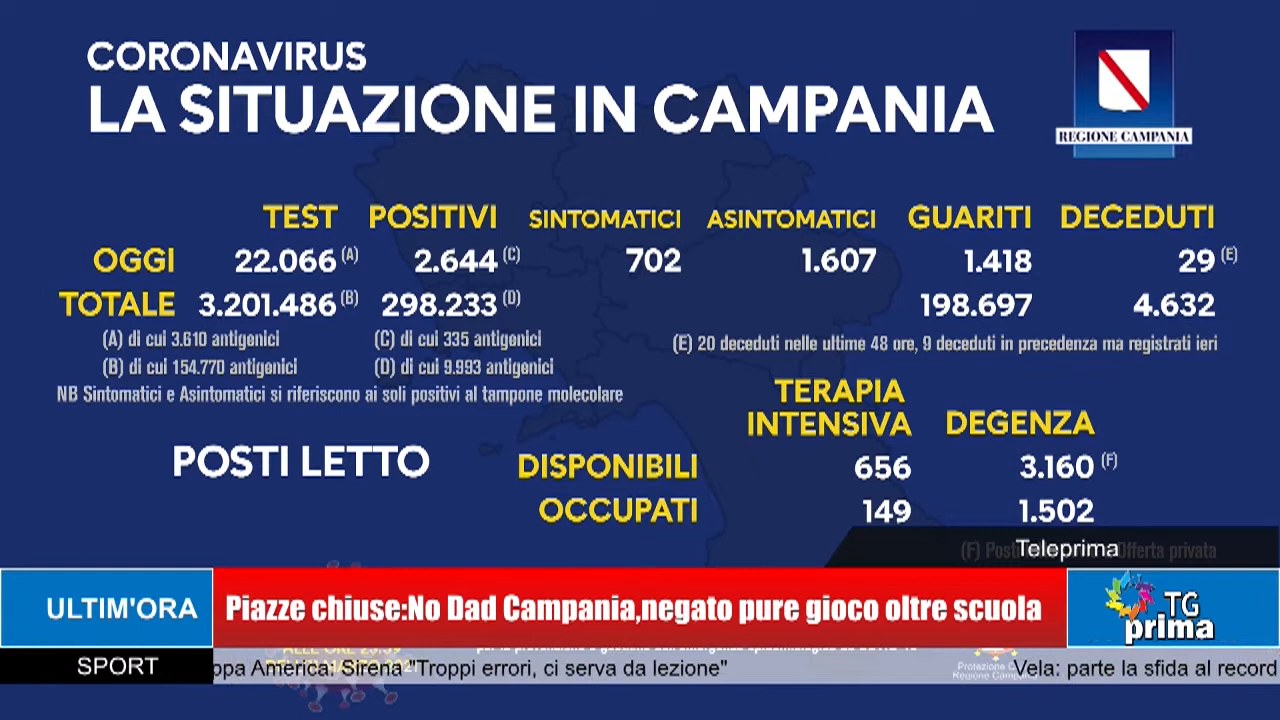 CORONAVIRUS
LA SITUAZIONE IN CAMPANIA
REGIONE CAMPANIA
TEST POSITIVI SINTOMATICI ASINTOMATICI GUARITI DECEDUTI
OGGI 22.066 (A) 2.644 (C) 702 1.607 1.418 29 (E)
TOTALE 3.201.486 (B) 298.233 (D) 198.697 4.632
(A) di cui 3.610 antigenici (C) di cui 335 antigenici (E) 20 deceduti nelle ultime 48 ore, 9 deceduti in precedenza ma registrati ieri
(B) di cui 154.770 antigenici (D) di cui 9.993 antigenici
NB Sintomatici e Asintomatici si riferiscono ai soli positivi al tampone molecolare
TERAPIA
INTENSIVA DEGENZA
POSTI LETTO DISPONIBILI 656 3.160 (F)
OCCUPATI 149 1.502
Teleprima
(F) Offerta privata
ULTIM'ORA Piazze chiuse:No Dad Campania,negato pure gioco oltre scuola TG
prima
SPORT oppa America: Sirena "Troppi errori, ci serva da lezione" Vela: parte la sfida al record